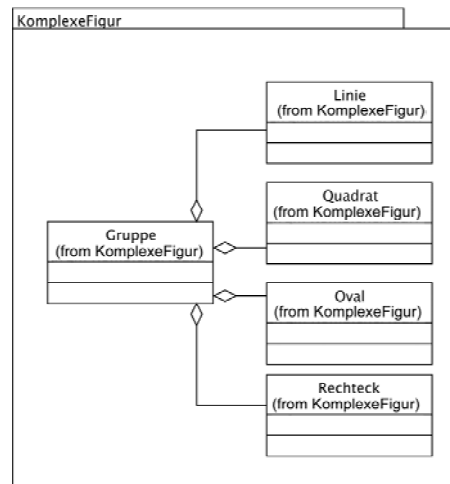 KomplexeFigur
Linie
(from KomplexeFigur)
Quadrat
(from KomplexeFigur)
Gruppe
(from KomplexeFigur)
Oval
(from KomplexeFigur)
Rechteck
(from KomplexeFigur)